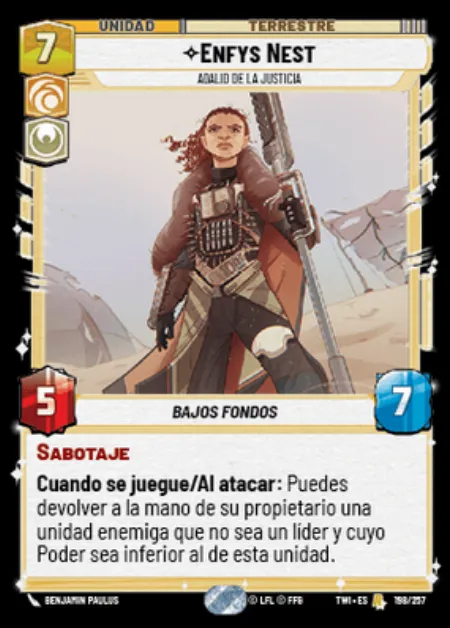 UNIDAD
TERRESTRE
7
ENFYS NEST
ADALID DE LA JUSTICIA
5
BAJOS FONDOS
7
SABOTAJE
Cuando se juegue/Al atacar: Puedes
devolver a la mano de su propietario una
unidad enemiga que no sea un líder y cuyo
Poder sea inferior al de esta unidad.
BENJAMIN PAULUS
© LFL © FFG
TWI • ES
198/257